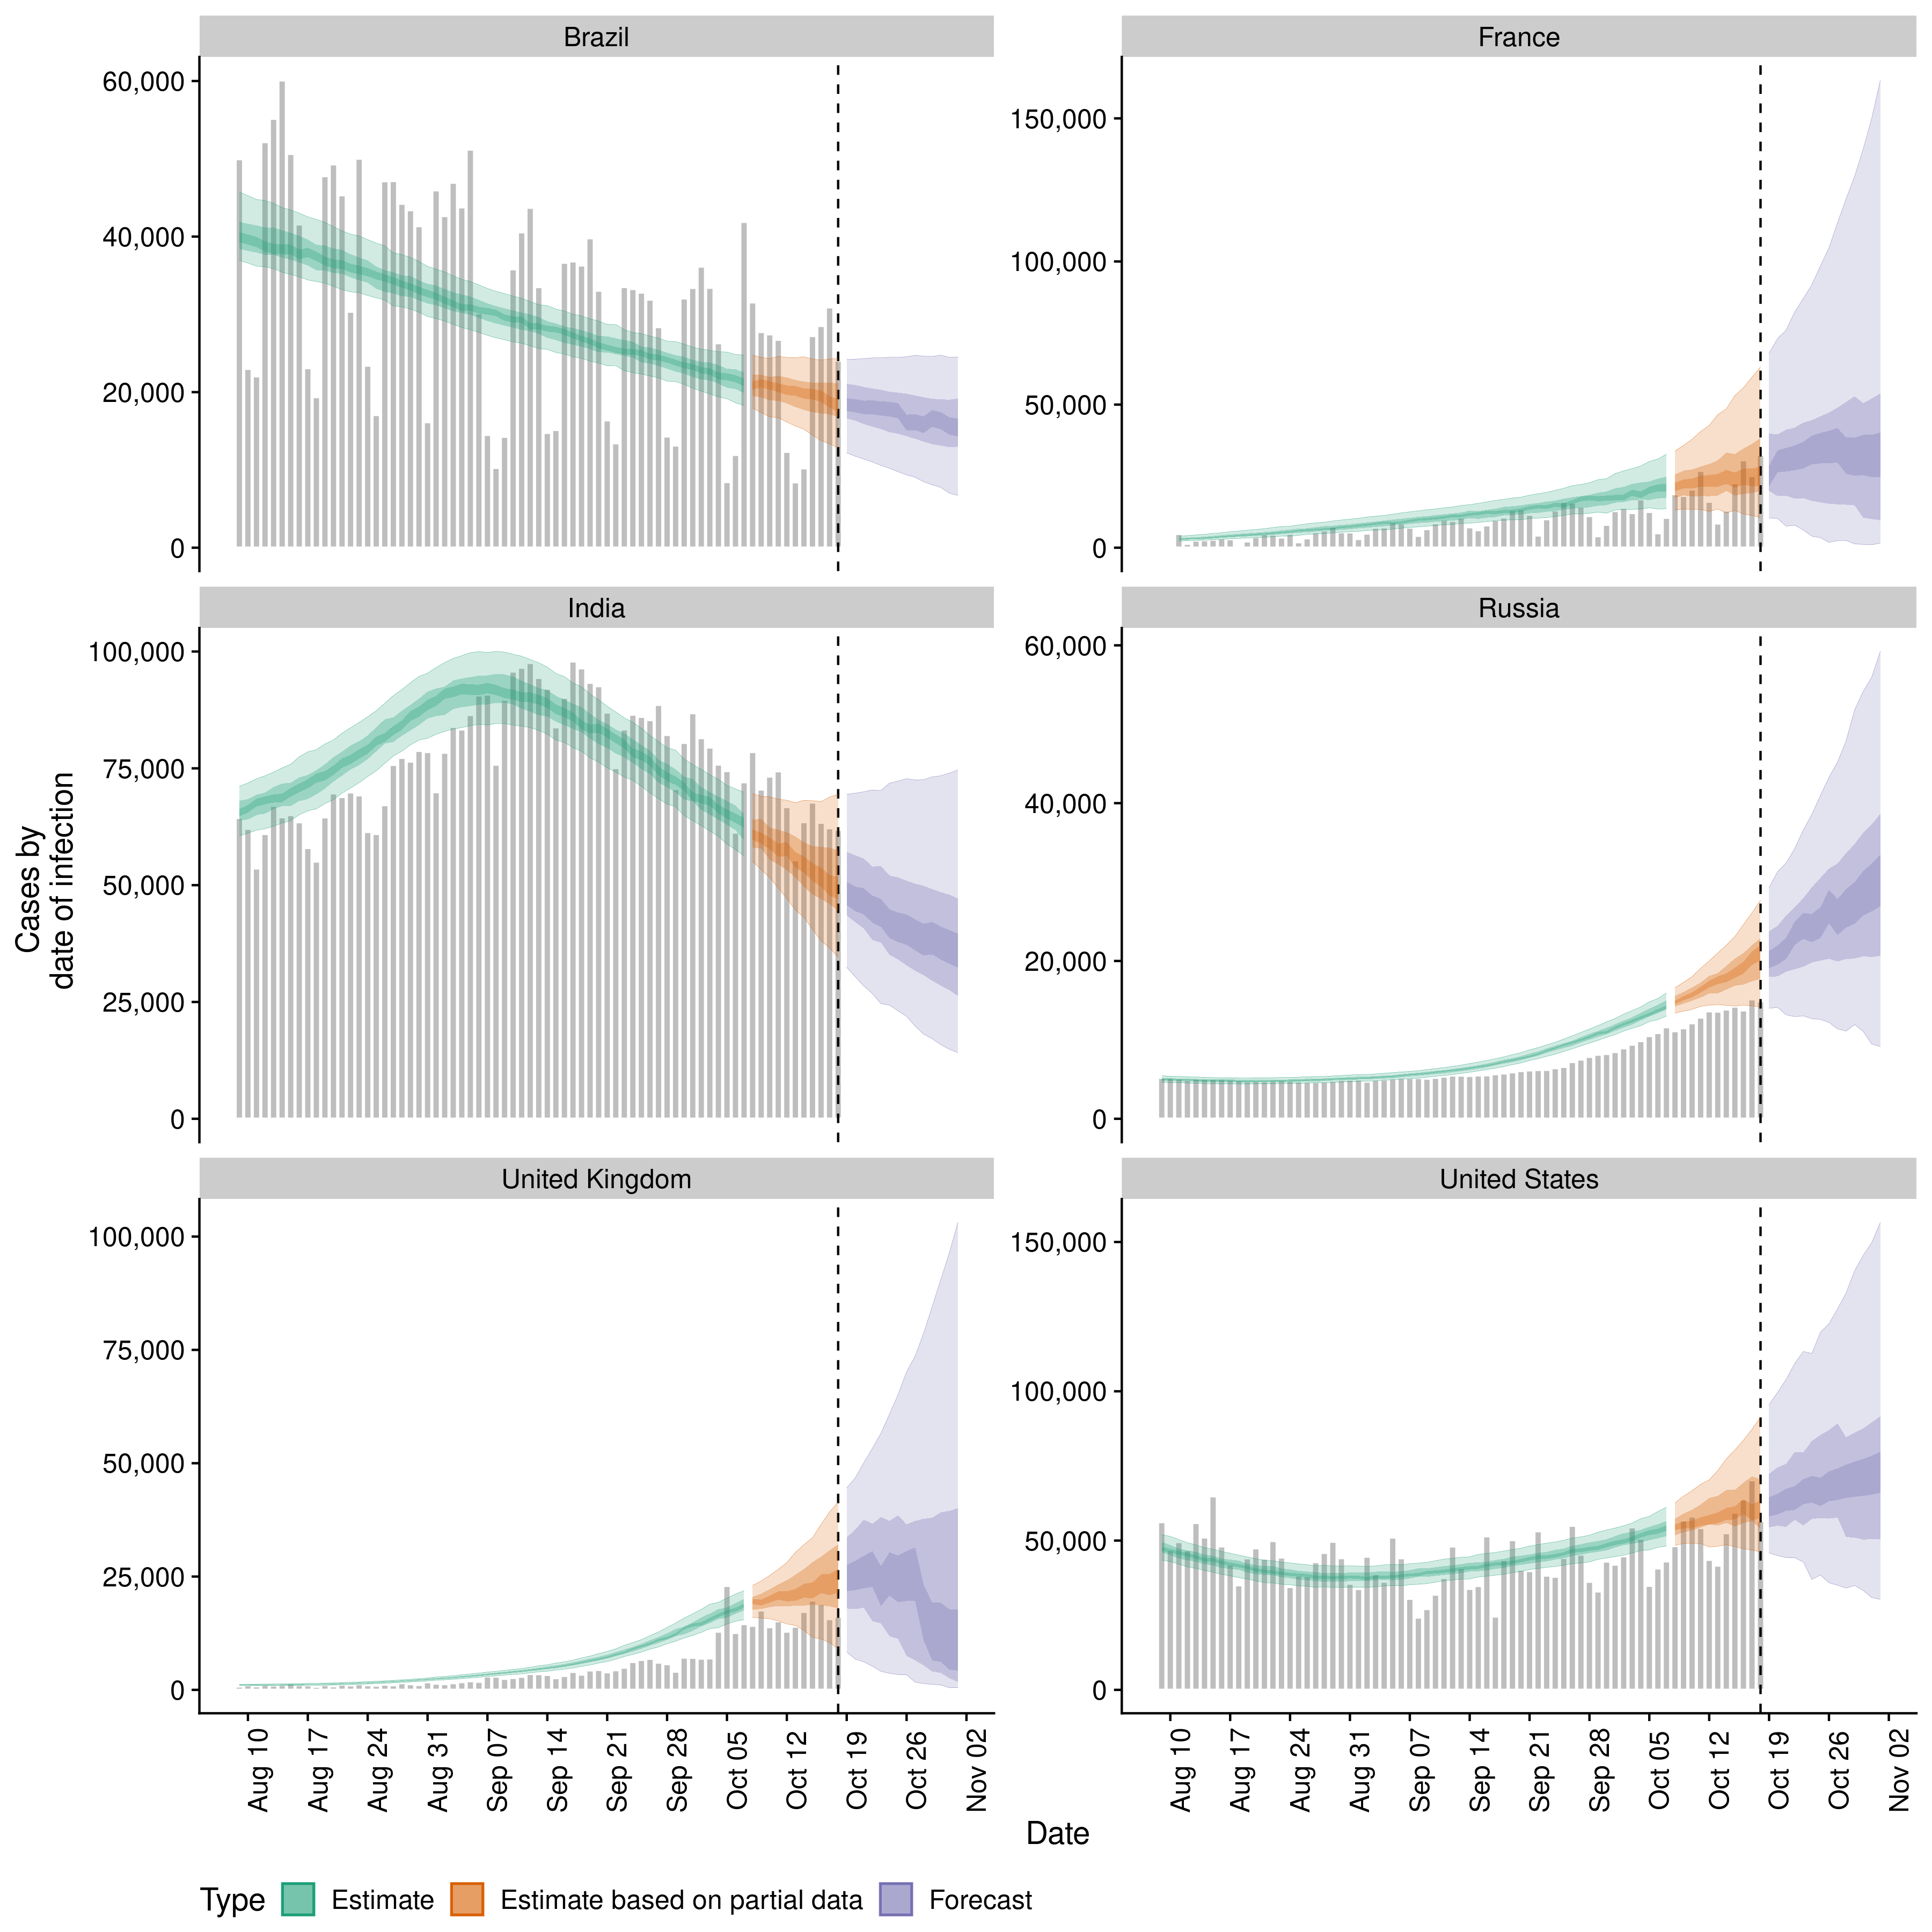 Brazil
60,000
40,000
20,000
0
France
150,000
100,000
50,000
0
India
100,000
75,000
50,000
25,000
0
Russia
60,000
40,000
20,000
0
Cases by
date of infection
United Kingdom
100,000
75,000
50,000
25,000
0
United States
150,000
100,000
50,000
0
Aug 10
Aug 17
Aug 24
Aug 31
Sep 07
Sep 14
Sep 21
Sep 28
Oct 05
Oct 12
Oct 19
Oct 26
Nov 02
Aug 10
Aug 17
Aug 24
Aug 31
Sep 07
Sep 14
Sep 21
Sep 28
Oct 05
Oct 12
Oct 19
Oct 26
Nov 02
Date
Type Estimate Estimate based on partial data Forecast